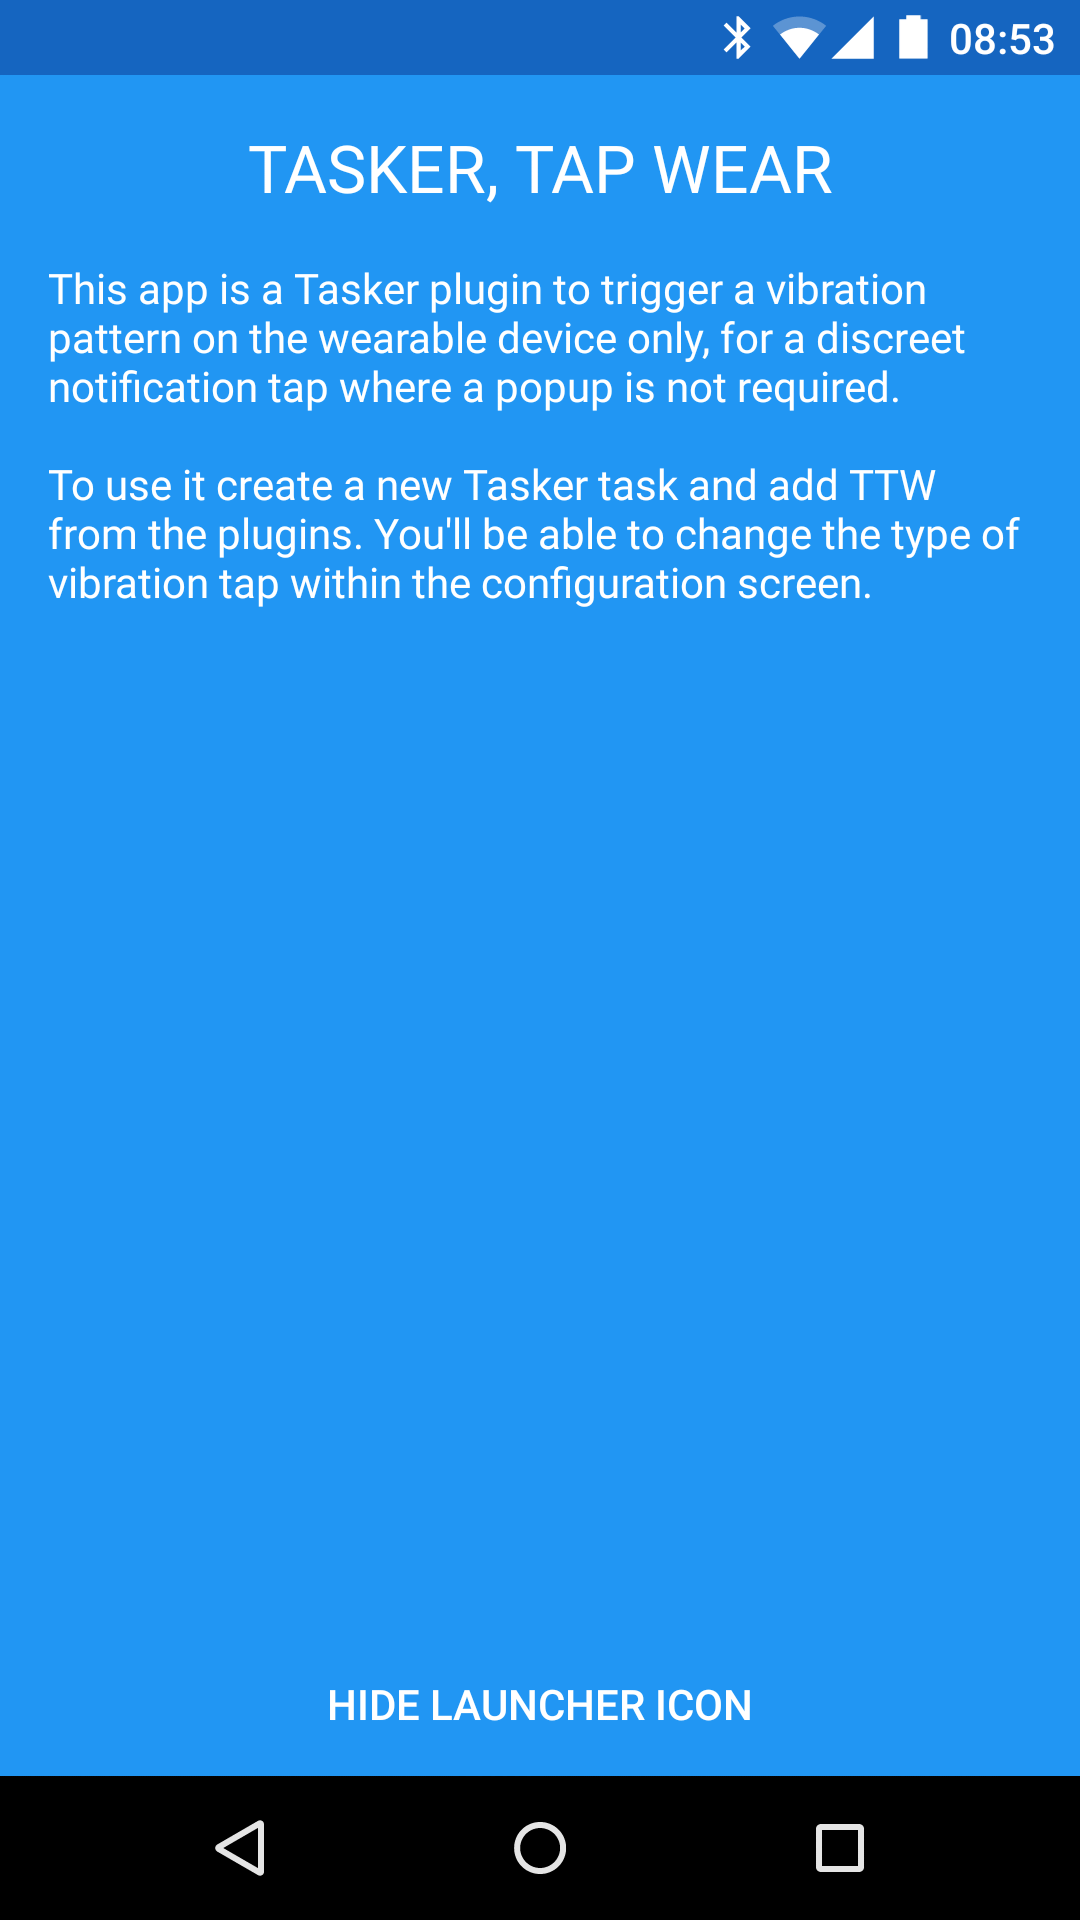 08:53
TASKER, TAP WEAR
This app is a Tasker plugin to trigger a vibration
pattern on the wearable device only, for a discreet
notification tap where a popup is not required.
To use it create a new Tasker task and add TTW
from the plugins. You'll be able to change the type of
vibration tap within the configuration screen.
HIDE LAUNCHER ICON